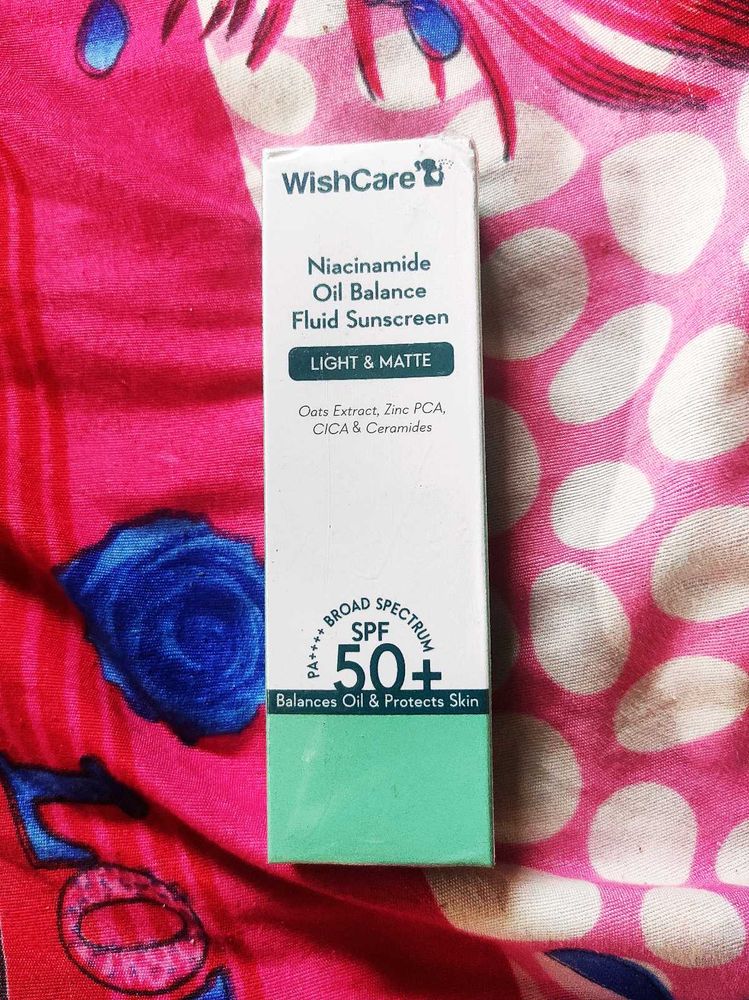 WishCare
Niacinamide
Oil Balance
Fluid Sunscreen
LIGHT & MATTE
Oats Extract, Zinc PCA,
CICA & Ceramides
PA++++ BROAD SPECTRUM
SPF
50+
Balances Oil & Protects Skin